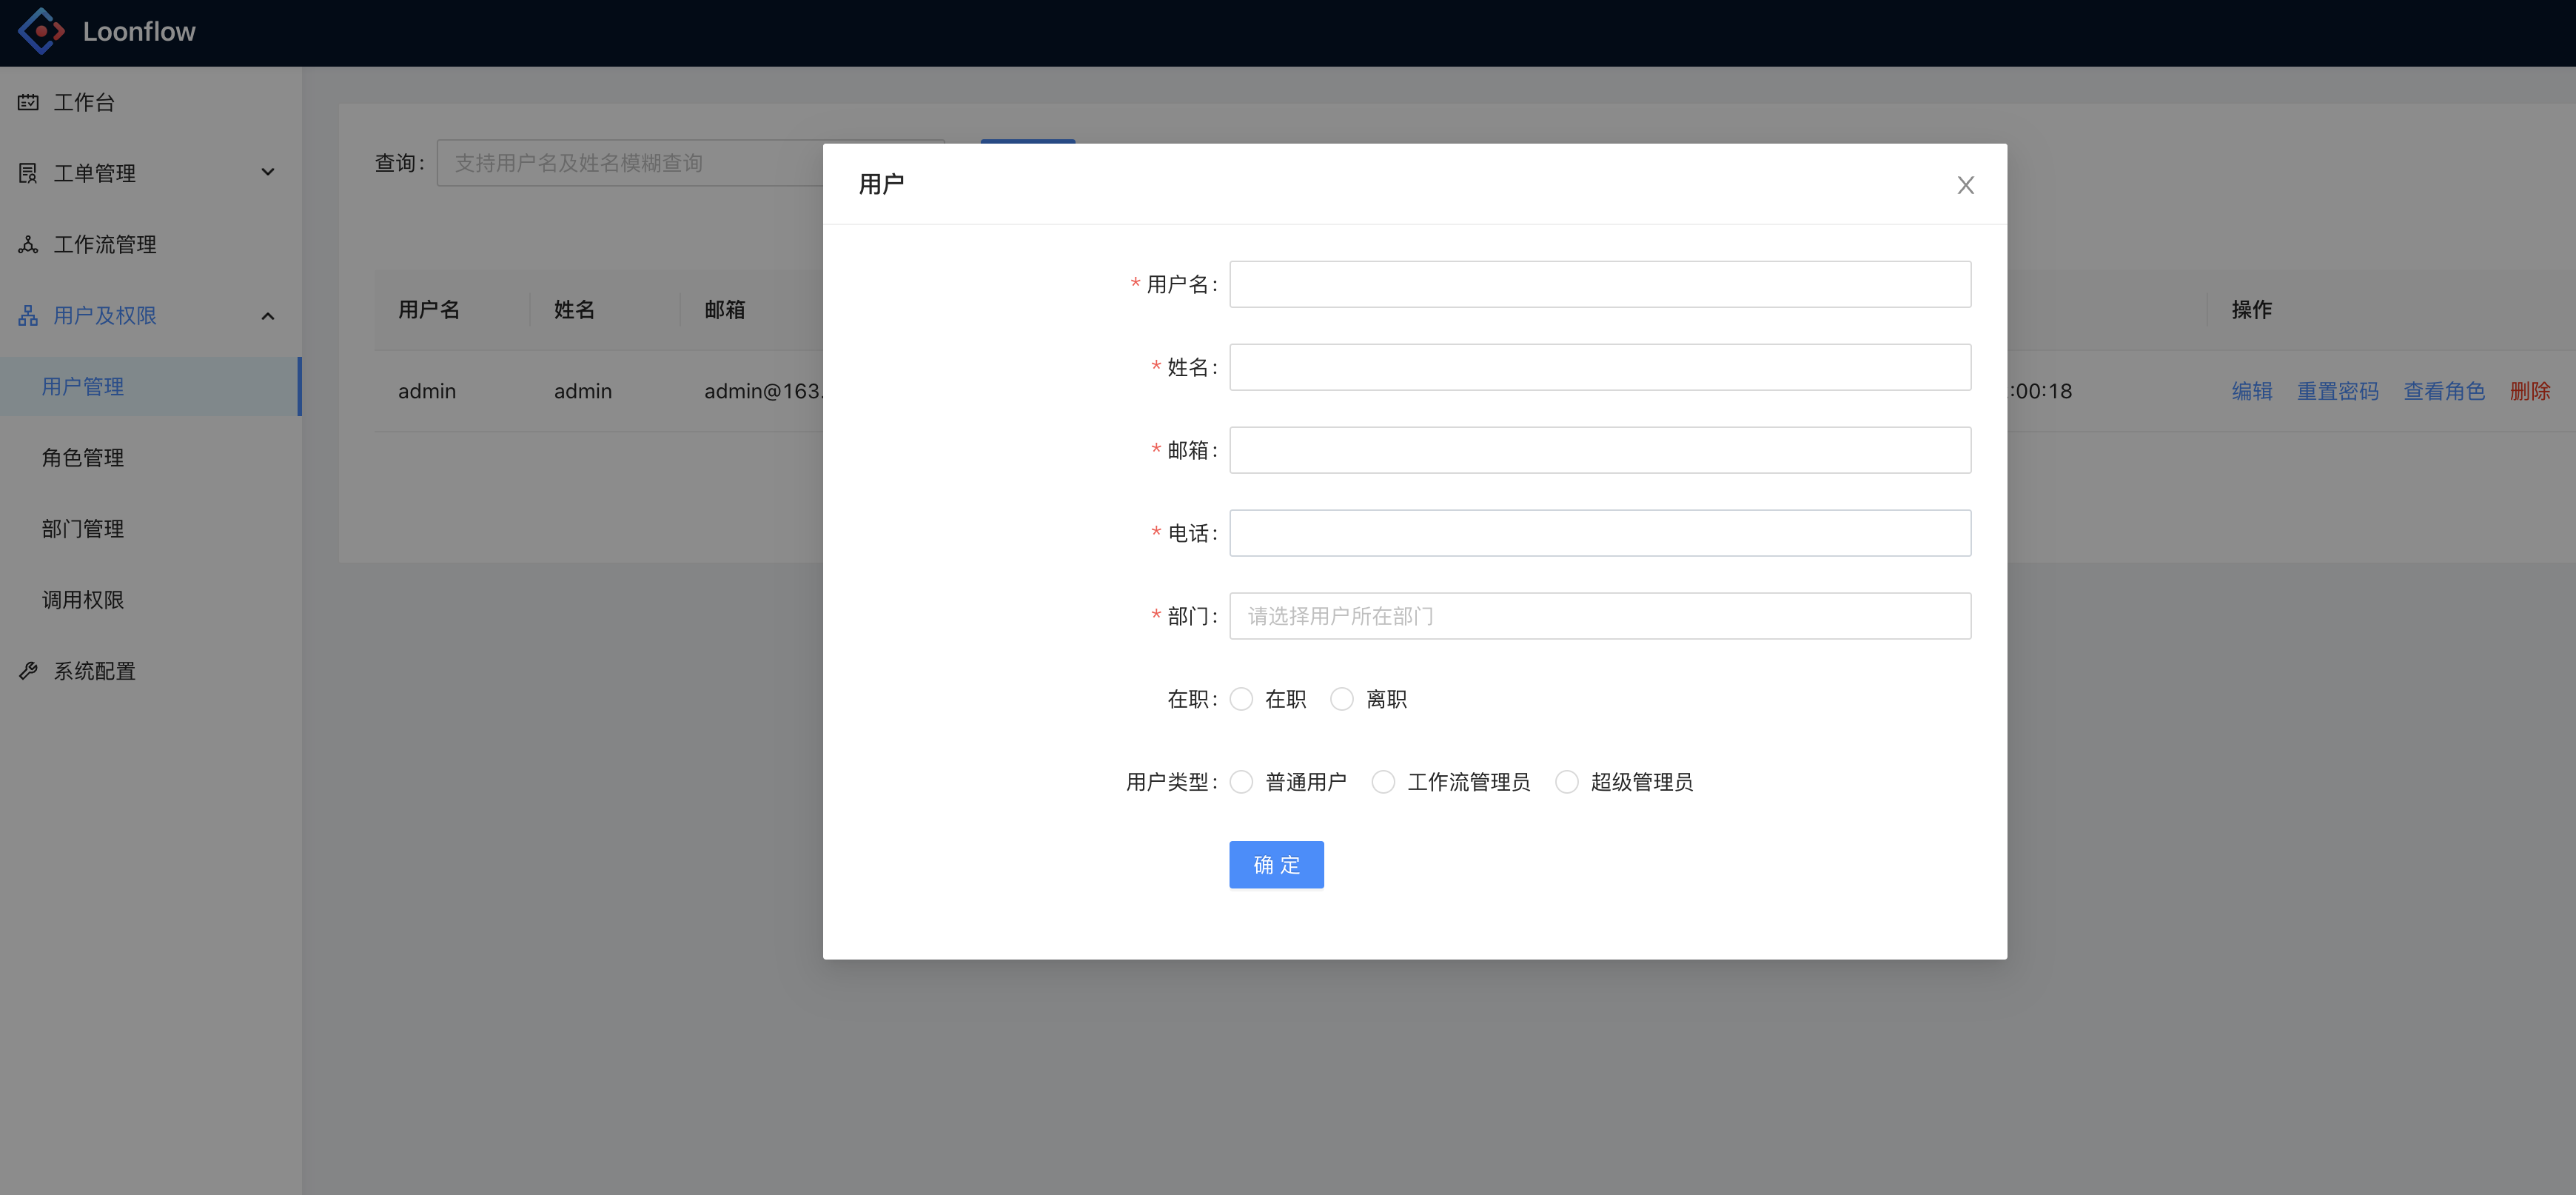 Loonflow
工作台
工单管理
工作流管理
用户及权限
用户管理
角色管理
部门管理
调用权限
系统配置
查询: 支持用户名及姓名模糊查询
用户名 姓名 邮箱 操作
admin admin admin@163. :00:18 编辑 重置密码 查看角色 删除
用户
* 用户名:
* 姓名:
* 邮箱:
* 电话:
* 部门: 请选择用户所在部门
在职: 在职 离职
用户类型: 普通用户 工作流管理员 超级管理员
确 定